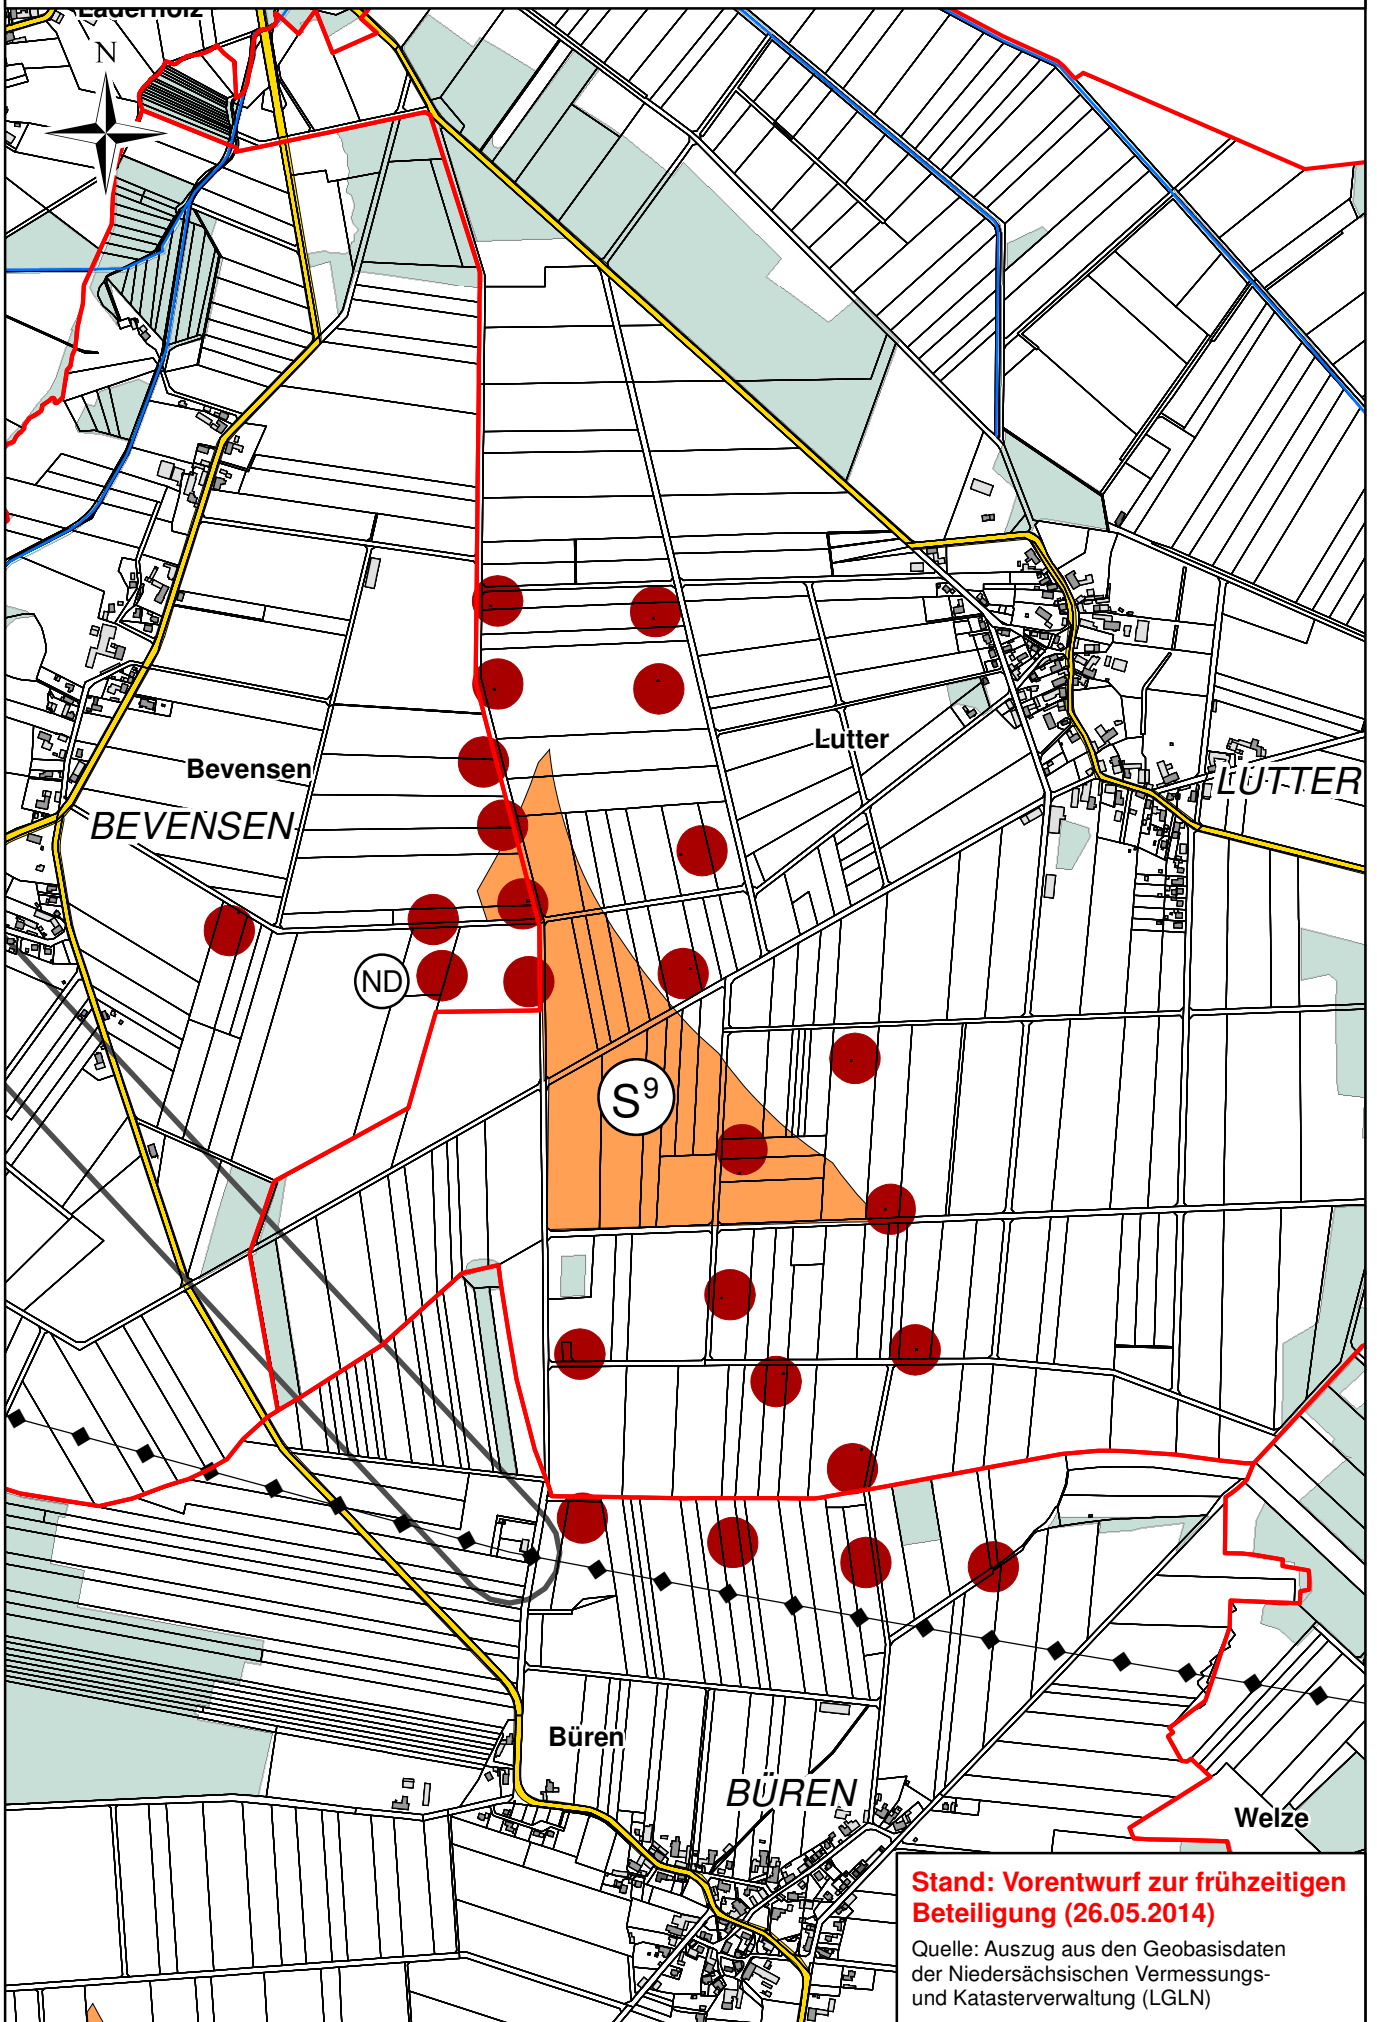 Laderholz
N
Lutter
LUTTER
Bevensen
BEVENSEN
ND
S⁹
Büren
BÜREN
Welze
Stand: Vorentwurf zur frühzeitigen
Beteiligung (26.05.2014)
Quelle: Auszug aus den Geobasisdaten
der Niedersächsischen Vermessungs-
und Katasterverwaltung (LGLN)